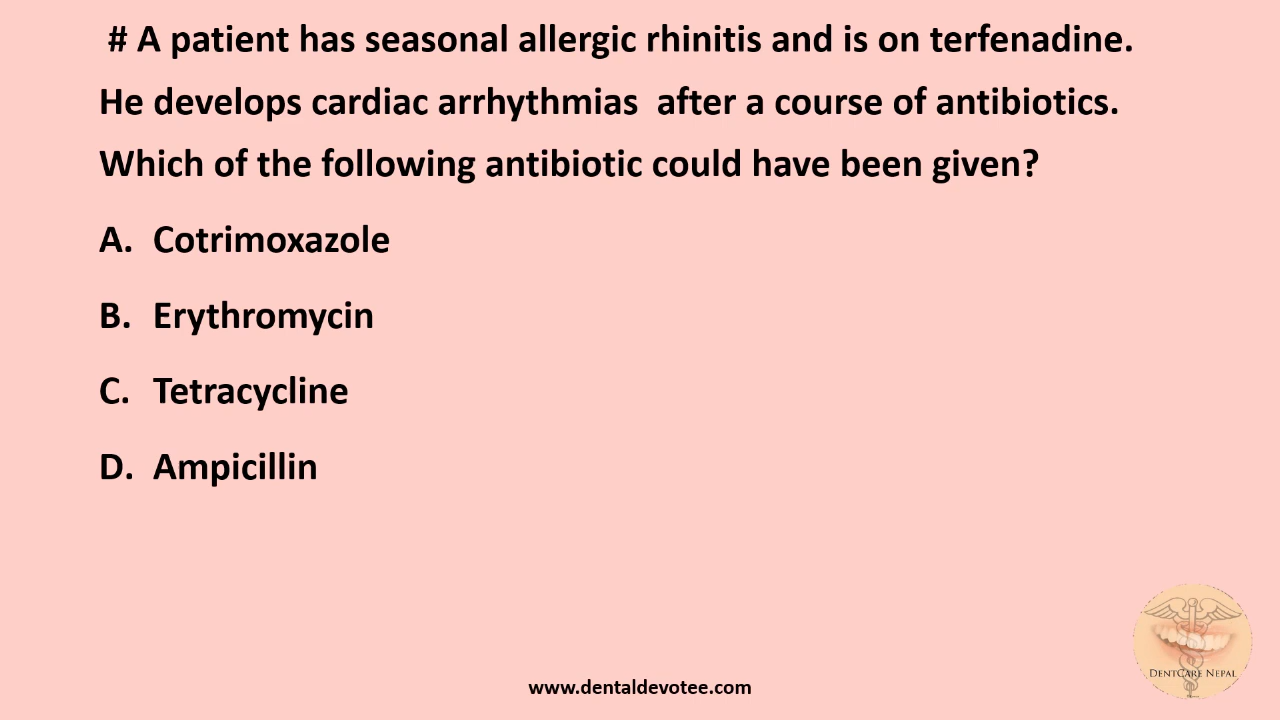 # A patient has seasonal allergic rhinitis and is on terfenadine.
He develops cardiac arrhythmias  after a course of antibiotics.
Which of the following antibiotic could have been given?
A. Cotrimoxazole
B. Erythromycin
C. Tetracycline
D. Ampicillin
DENTCARE NEPAL
www.dentaldevotee.com